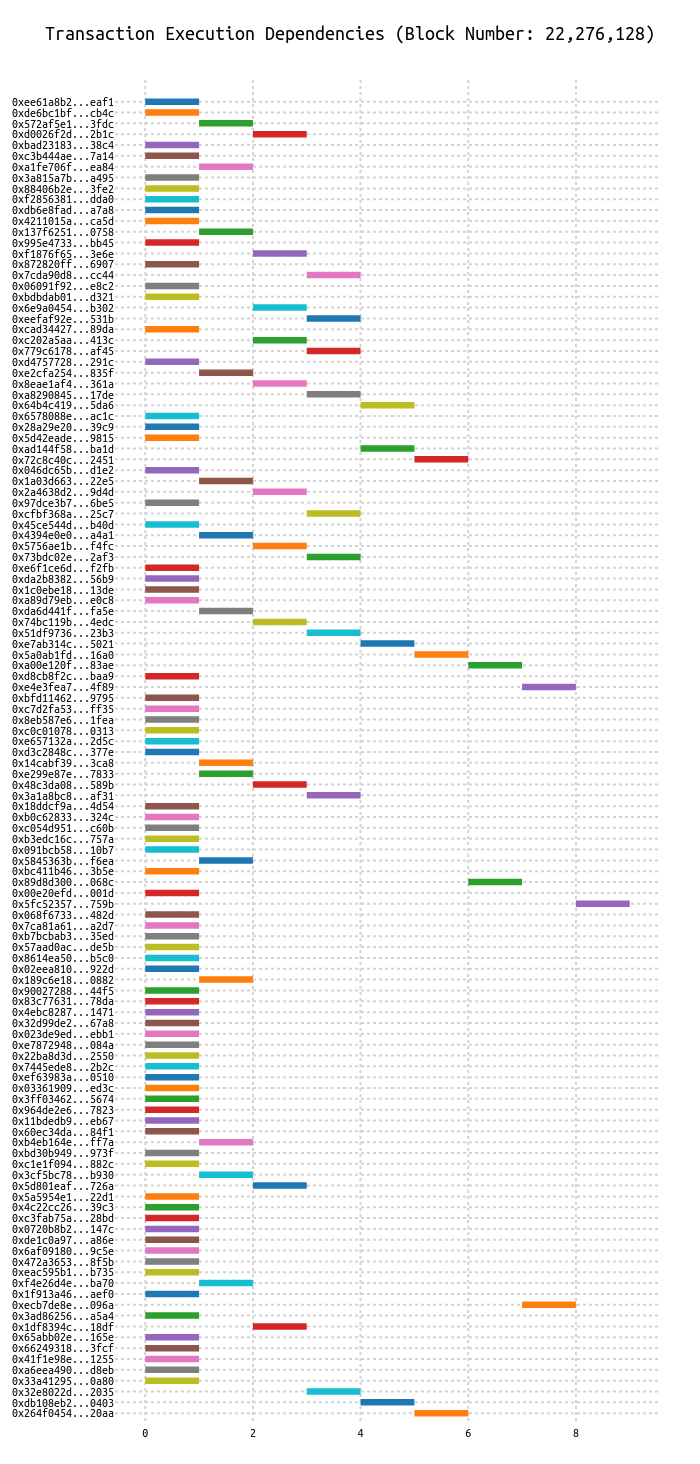 Transaction Execution Dependencies (Block Number: 22,276,128)
0xee61a8b2...eaf1
0xde6bc1bf...cb4c
0x572af5e1...3fdc
0xd0026f2d...2b1c
0xbad23183...38c4
0xc3b444ae...7a14
0xa1fe706f...ea84
0x3a815a7b...a495
0x88406b2e...3fe2
0xf2856381...dda0
0xdb6e8fad...a7a8
0x4211015a...ca5d
0x137f6251...0758
0x995e4733...bb45
0xf1876f65...3e6e
0x872820ff...6907
0x7cda90d8...cc44
0x06091f92...e8c2
0xbdbdab01...d321
0x6e9a0454...b302
0xeefaf92e...531b
0xcad34427...89da
0xc202a5aa...413c
0x779c6178...af45
0xd4757728...291c
0xe2cfa254...835f
0x8eae1af4...361a
0xa8290845...17de
0x64b4c419...5da6
0x6578088e...ac1c
0x28a29e20...39c9
0x5d42eade...9815
0xad144f58...ba1d
0x72c8c40c...2451
0x046dc65b...d1e2
0x1a03d663...22e5
0x2a4638d2...9d4d
0x97dce3b7...6be5
0xcfbf368a...25c7
0x45ce544d...b40d
0x4394e0e0...a4a1
0x5756ae1b...f4fc
0x73bdc02e...2af3
0xe6f1ce6d...f2fb
0xda2b8382...56b9
0x1c0ebe18...13de
0xa89d79eb...e0c8
0xda6d441f...fa5e
0x74bc119b...4edc
0x51df9736...23b3
0xe7ab314c...5021
0x5a0ab1fd...16a0
0xa00e120f...83ae
0xd8cb8f2c...baa9
0xe4e3fea7...4f89
0xbfd11462...9795
0xc7d2fa53...ff35
0x8eb587e6...1fea
0xc0c01078...0313
0xe657132a...2d5c
0xd3c2848c...377e
0x14cabf39...3ca8
0xe299e87e...7833
0x48c3da08...589b
0x3a1a8bc8...af31
0x18ddcf9a...4d54
0xb0c62833...324c
0xc054d951...c60b
0xb3edc16c...757a
0x091bcb58...10b7
0x5845363b...f6ea
0xbc411b46...3b5e
0x89d8d300...068c
0x00e20efd...001d
0x5fc52357...759b
0x068f6733...482d
0x7ca81a61...a2d7
0xb7bcbab3...35ed
0x57aad0ac...de5b
0x8614ea50...b5c0
0x02eea810...922d
0x189c6e18...0882
0x90027288...44f5
0x83c77631...78da
0x4ebc8287...1471
0x32d99de2...67a8
0x023de9ed...ebb1
0xe7872948...084a
0x22ba8d3d...2550
0x7445ede8...2b2c
0xef63983a...0510
0x03361909...ed3c
0x3ff03462...5674
0x964de2e6...7823
0x11bdedb9...eb67
0x60ec34da...84f1
0xb4eb164e...ff7a
0xbd30b949...973f
0xc1e1f094...882c
0x3cf5bc78...b930
0x5d801eaf...726a
0x5a5954e1...22d1
0x4c22cc26...39c3
0xc3fab75a...28bd
0x0720b8b2...147c
0xde1c0a97...a86e
0x6af09180...9c5e
0x472a3653...8f5b
0xeac595b1...b735
0xf4e26d4e...ba70
0x1f913a46...aef0
0xecb7de8e...096a
0x3ad86256...a5a4
0x1df8394c...18df
0x65abb02e...165e
0x66249318...3fcf
0x41f1e98e...1255
0xa6eea490...d8eb
0x33a41295...0a80
0x32e8022d...2035
0xdb108eb2...0403
0x264f0454...20aa
0 2 4 6 8